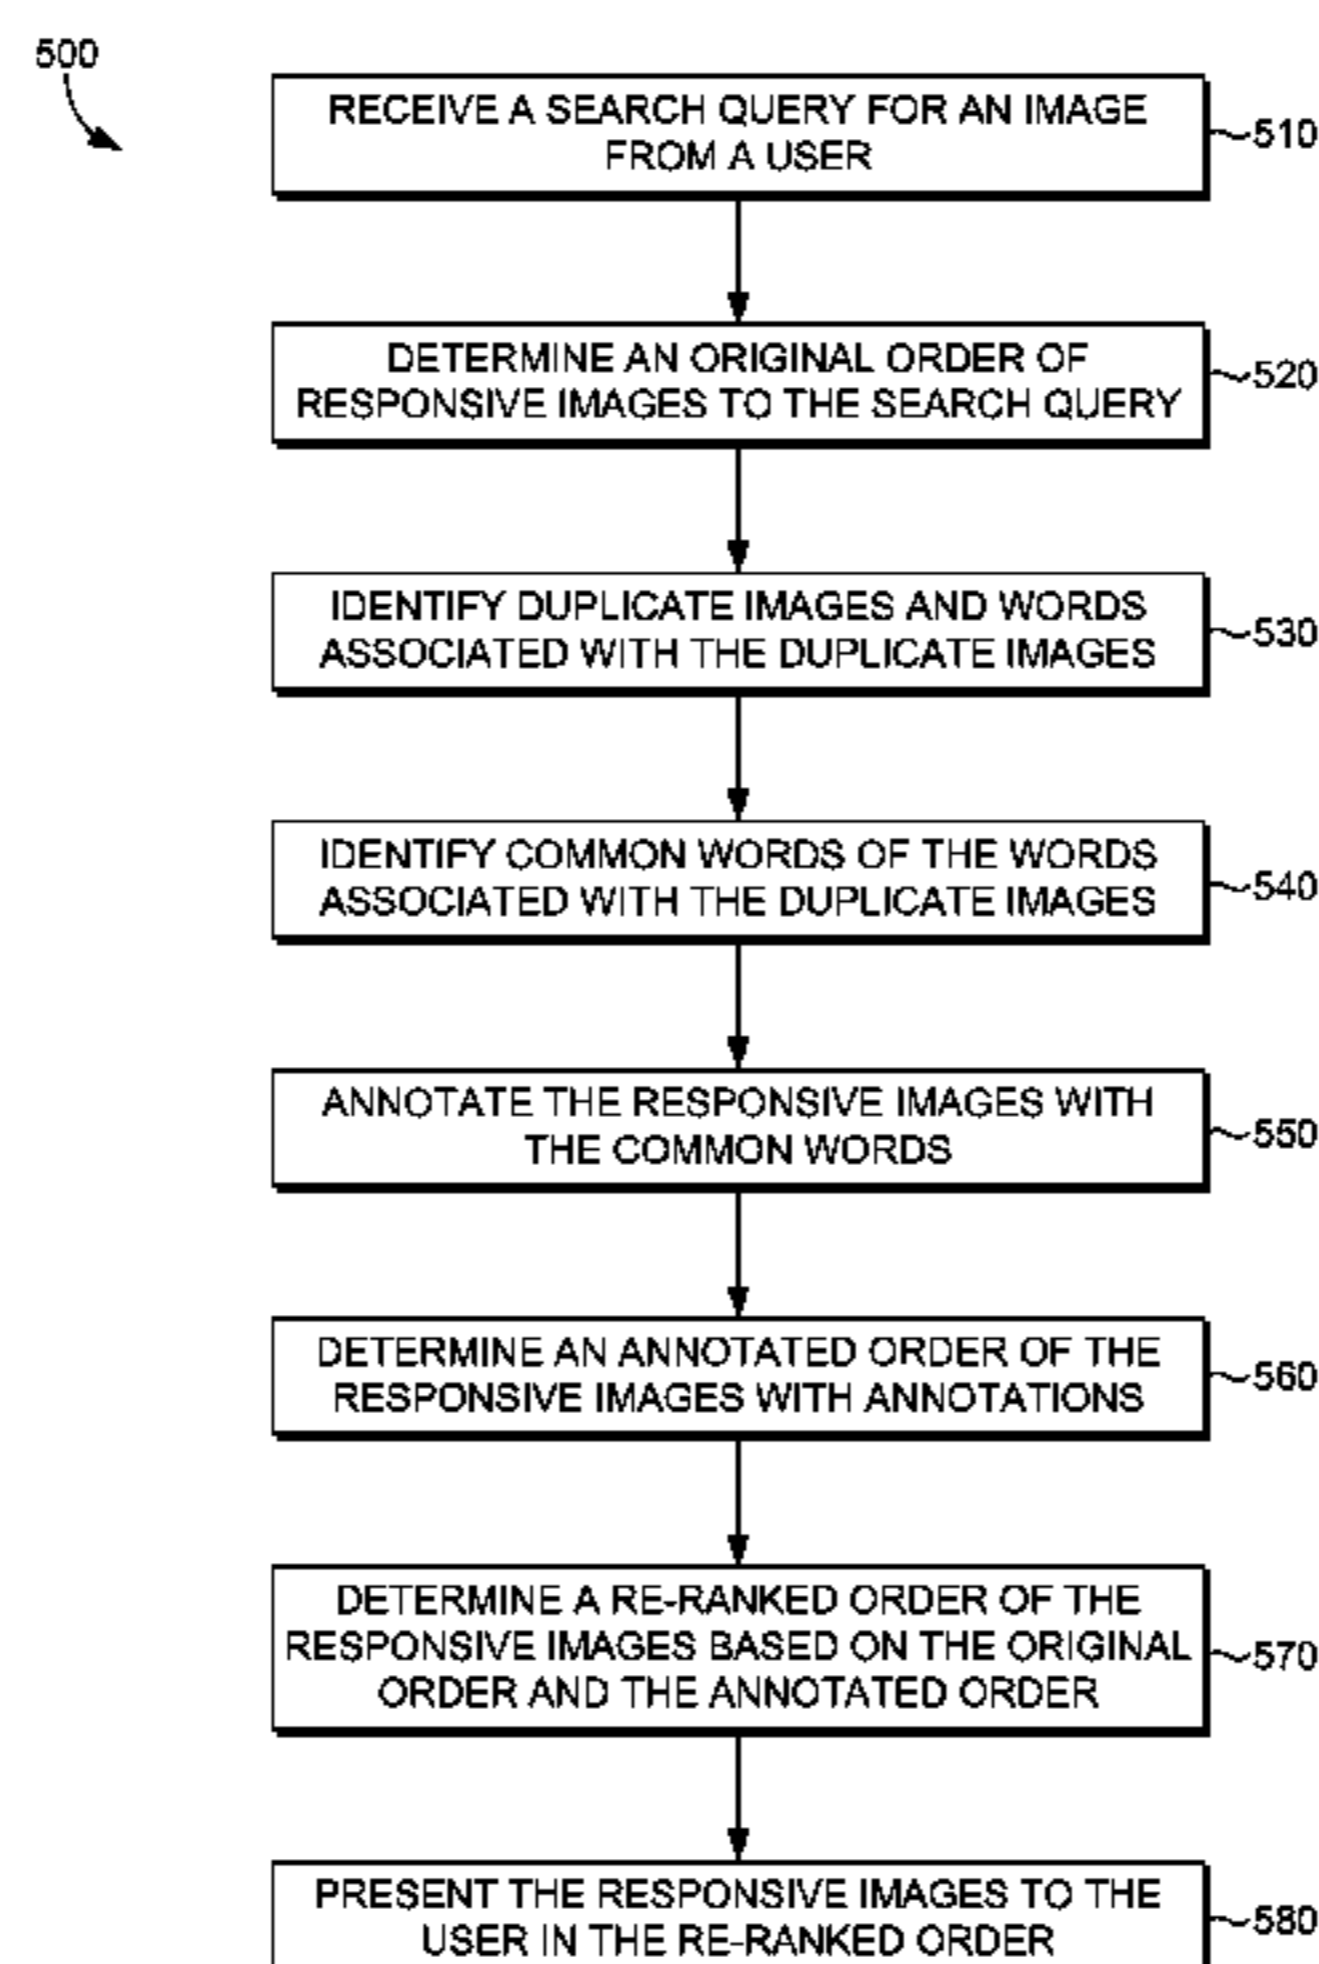 500
RECEIVE A SEARCH QUERY FOR AN IMAGE
FROM A USER
510
DETERMINE AN ORIGINAL ORDER OF
RESPONSIVE IMAGES TO THE SEARCH QUERY
520
IDENTIFY DUPLICATE IMAGES AND WORDS
ASSOCIATED WITH THE DUPLICATE IMAGES
530
IDENTIFY COMMON WORDS OF THE WORDS
ASSOCIATED WITH THE DUPLICATE IMAGES
540
ANNOTATE THE RESPONSIVE IMAGES WITH
THE COMMON WORDS
550
DETERMINE AN ANNOTATED ORDER OF THE
RESPONSIVE IMAGES WITH ANNOTATIONS
560
DETERMINE A RE-RANKED ORDER OF THE
RESPONSIVE IMAGES BASED ON THE ORIGINAL
ORDER AND THE ANNOTATED ORDER
570
PRESENT THE RESPONSIVE IMAGES TO THE
USER IN THE RE-RANKED ORDER
580